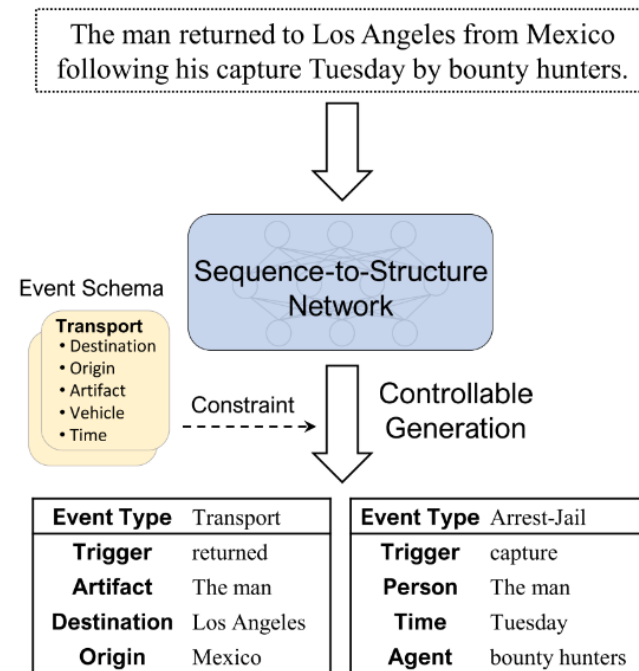 The man returned to Los Angeles from Mexico
following his capture Tuesday by bounty hunters.
Sequence-to-Structure
Network
Event Schema
Transport
• Destination
• Origin
• Artifact
• Vehicle
• Time
Constraint
Controllable
Generation
Event Type Transport
Trigger returned
Artifact The man
Destination Los Angeles
Origin Mexico
Event Type Arrest-Jail
Trigger capture
Person The man
Time Tuesday
Agent bounty hunters